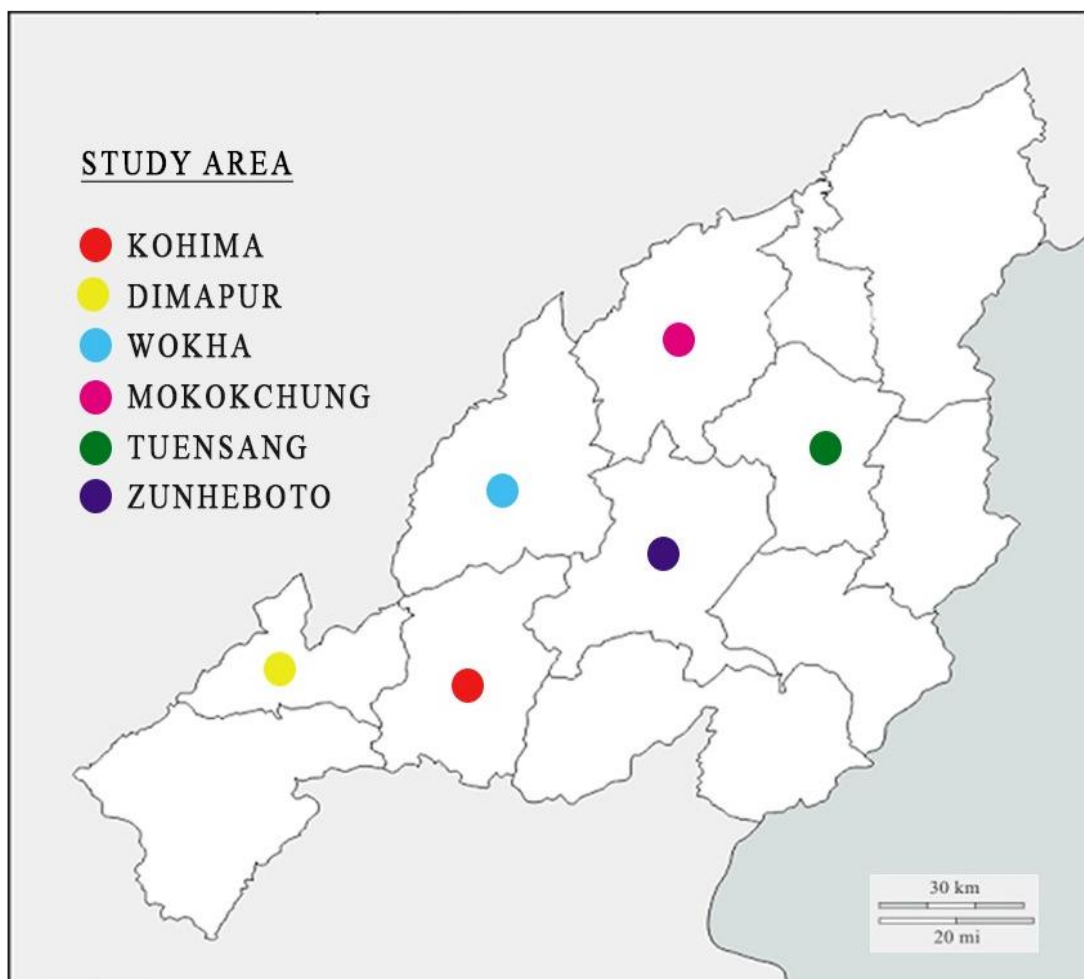 STUDY AREA
KOHIMA
DIMAPUR
WOKHA
MOKOKCHUNG
TUENSANG
ZUNHEBOTO
30 km
20 mi